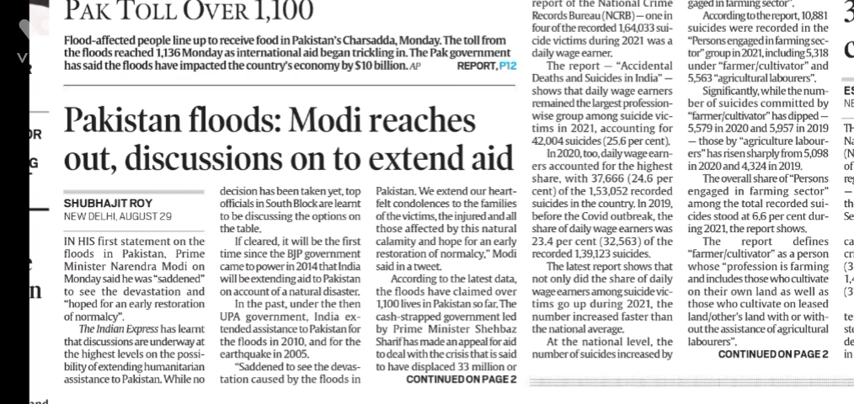 PAK TOLL OVER 1,100
Flood-affected people line up to receive food in Pakistan's Charsadda, Monday. The toll from
the floods reached 1,136 Monday as international aid began trickling in. The Pak government
has said the floods have impacted the country's economy by $10 billion. AP REPORT, P12
Pakistan floods: Modi reaches
out, discussions on to extend aid
SHUBHAJIT ROY
NEW DELHI, AUGUST 29
IN HIS first statement on the
floods in Pakistan, Prime
Minister Narendra Modi on
Monday said he was "saddened"
to see the devastation and
"hoped for an early restoration
of normalcy".
The Indian Express has learnt
that discussions are underway at
the highest levels on the possi-
bility of extending humanitarian
assistance to Pakistan. While no
decision has been taken yet, top
officials in South Block are learnt
to be discussing the options on
the table.
If cleared, it will be the first
time since the BJP government
came to power in 2014 that India
will be extending aid to Pakistan
on account of a natural disaster.
In the past, under the then
UPA government, India ex-
tended assistance to Pakistan for
the floods in 2010, and for the
earthquake in 2005.
"Saddened to see the devas-
tation caused by the floods in
Pakistan. We extend our heart-
felt condolences to the families
of the victims, the injured and all
those affected by this natural
calamity and hope for an early
restoration of normalcy," Modi
said in a tweet.
According to the latest data,
the floods have claimed over
1,100 lives in Pakistan so far. The
cash-strapped government led
by Prime Minister Shehbaz
Sharif has made an appeal for aid
to deal with the crisis that is said
to have displaced 33 million or
CONTINUED ON PAGE 2
report of the National Crime
Records Bureau (NCRB) — one in
four of the recorded 1,64,033 sui-
cide victims during 2021 was a
daily wage earner.
The report — "Accidental
Deaths and Suicides in India" —
shows that daily wage earners
remained the largest profession-
wise group among suicide vic-
tims in 2021, accounting for
42,004 suicides (25.6 per cent).
In 2020, too, daily wage earn-
ers accounted for the highest
share, with 37,666 (24.6 per
cent) of the 1,53,052 recorded
suicides in the country. In 2019,
before the Covid outbreak, the
share of daily wage earners was
23.4 per cent (32,563) of the
recorded 1,39,123 suicides.
The latest report shows that
not only did the share of daily
wage earners among suicide vic-
tims go up during 2021, the
number increased faster than
the national average.
At the national level, the
number of suicides increased by
gaged in farming sector".
According to the report, 10,881
suicides were recorded in the
"Persons engaged in farming sec-
tor" group in 2021, including 5,318
under "farmer/cultivator" and
5,563 "agricultural labourers".
Significantly, while the num-
ber of suicides committed by
"farmer/cultivator" has dipped —
5,579 in 2020 and 5,957 in 2019
— those by "agriculture labour-
ers" has risen sharply from 5,098
in 2020 and 4,324 in 2019.
The overall share of "Persons
engaged in farming sector"
among the total recorded sui-
cides stood at 6.6 per cent dur-
ing 2021, the report shows.
The report defines
"farmer/cultivator" as a person
whose "profession is farming
and includes those who cultivate
on their own land as well as
those who cultivate on leased
land/other's land with or with-
out the assistance of agricultural
labourers".
CONTINUED ON PAGE 2